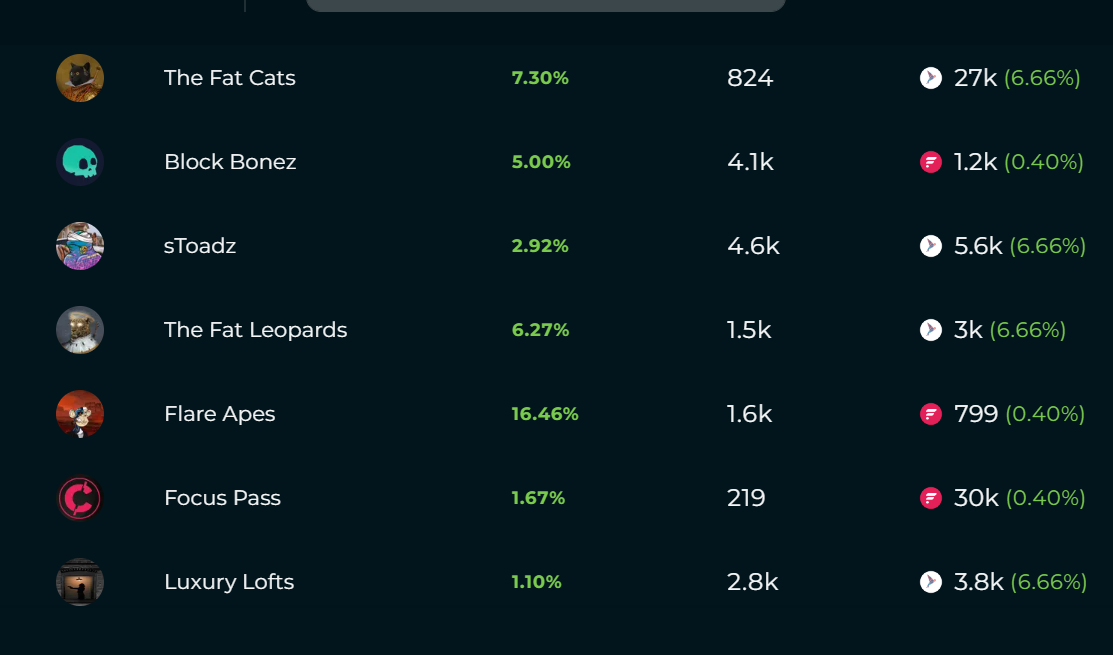 The Fat Cats 7.30% 824 27k (6.66%)
Block Bonez 5.00% 4.1k 1.2k (0.40%)
sToadz 2.92% 4.6k 5.6k (6.66%)
The Fat Leopards 6.27% 1.5k 3k (6.66%)
Flare Apes 16.46% 1.6k 799 (0.40%)
Focus Pass 1.67% 219 30k (0.40%)
Luxury Lofts 1.10% 2.8k 3.8k (6.66%)